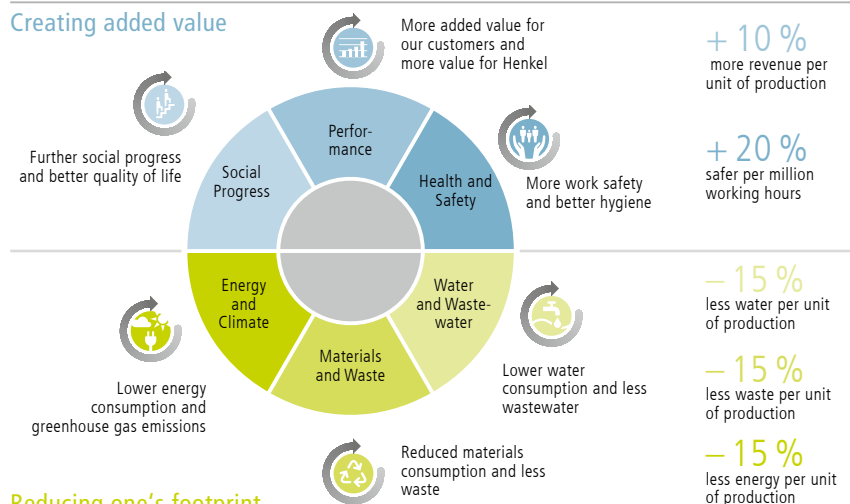 Creating added value
More added value for
our customers and
more value for Henkel
+ 10 %
more revenue per
unit of production
Further social progress
and better quality of life
Social
Progress
Perfor-
mance
Health and
Safety
More work safety
and better hygiene
+ 20 %
safer per million
working hours
Energy
and
Climate
Materials
and Waste
Water
and Waste-
water
Lower energy
consumption and
greenhouse gas emissions
Lower water
consumption and less
wastewater
– 15 %
less water per unit
of production
– 15 %
less waste per unit
of production
Reduced materials
consumption and less
waste
– 15 %
less energy per unit
of production
Reducing one's footprint